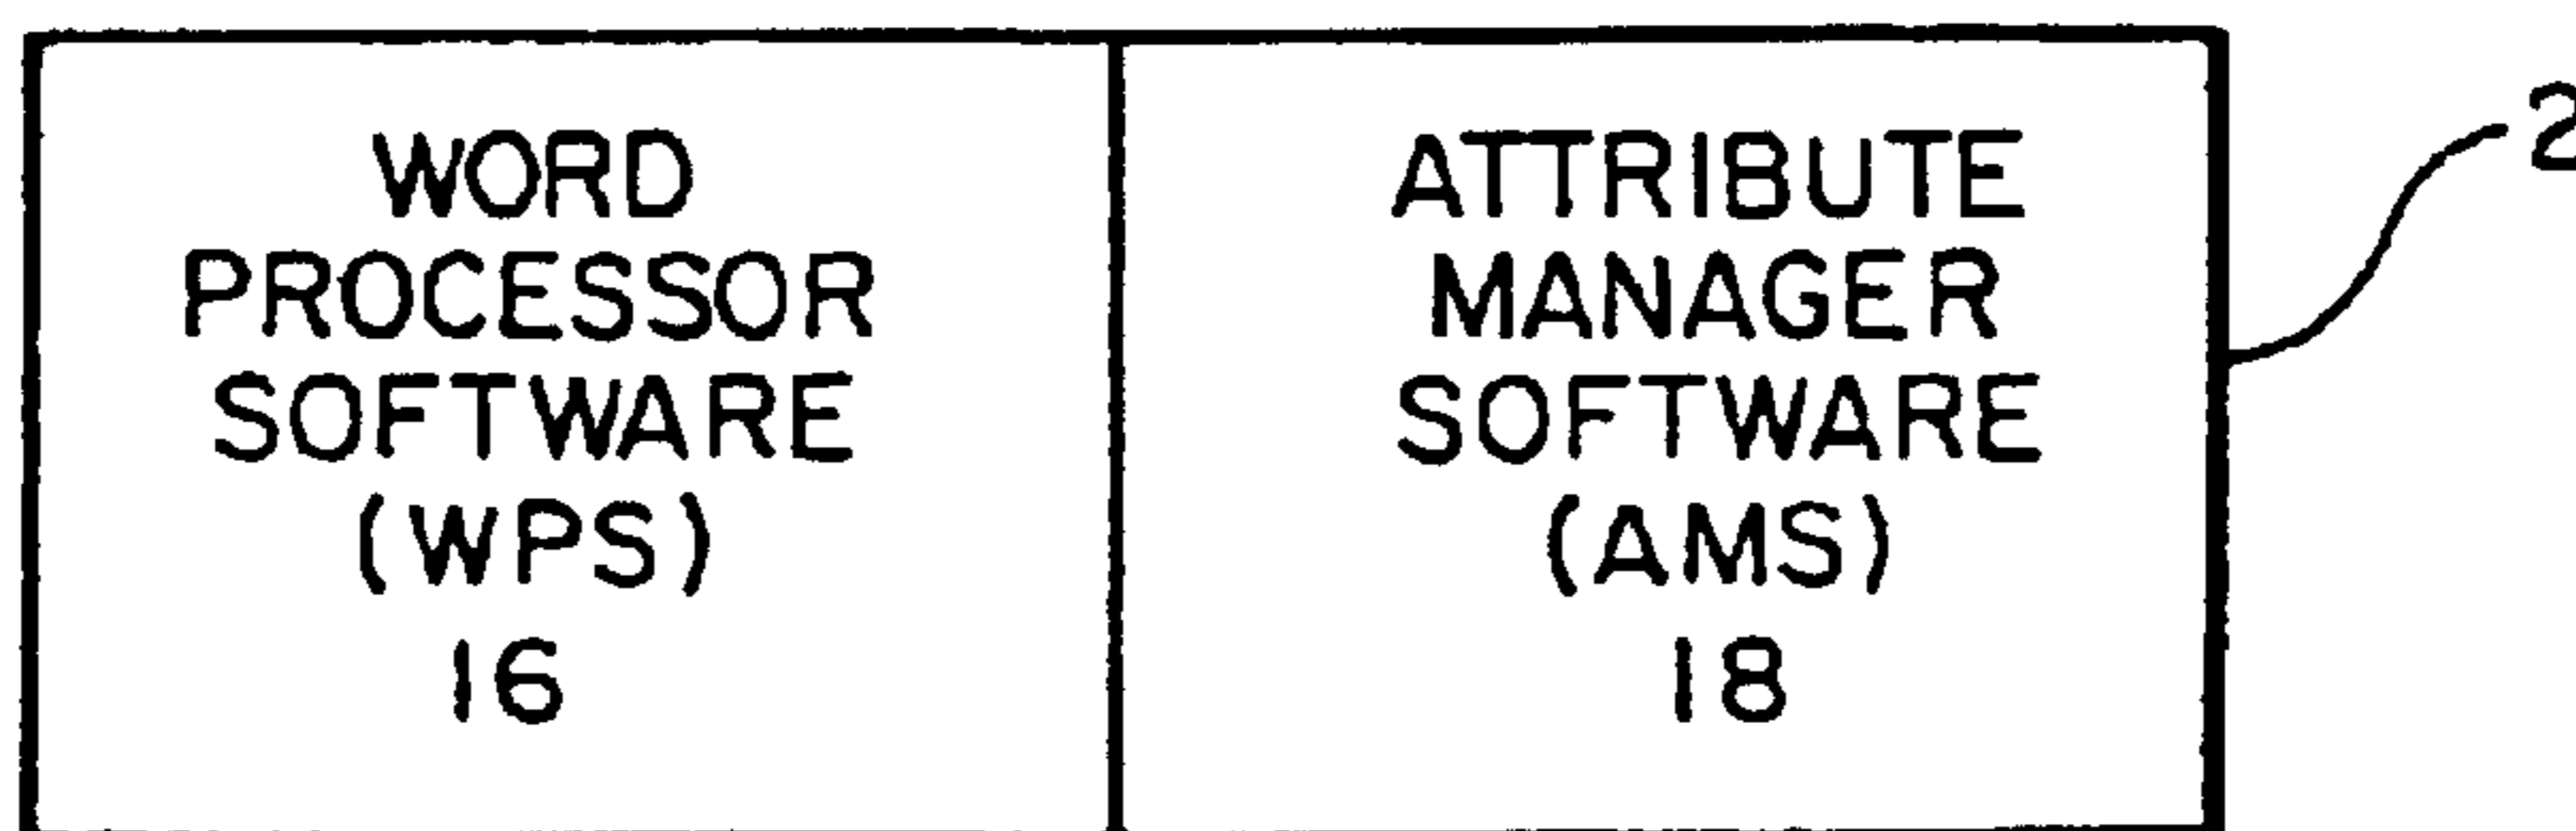 WORD
PROCESSOR
SOFTWARE
(WPS)
16
ATTRIBUTE
MANAGER
SOFTWARE
(AMS)
18